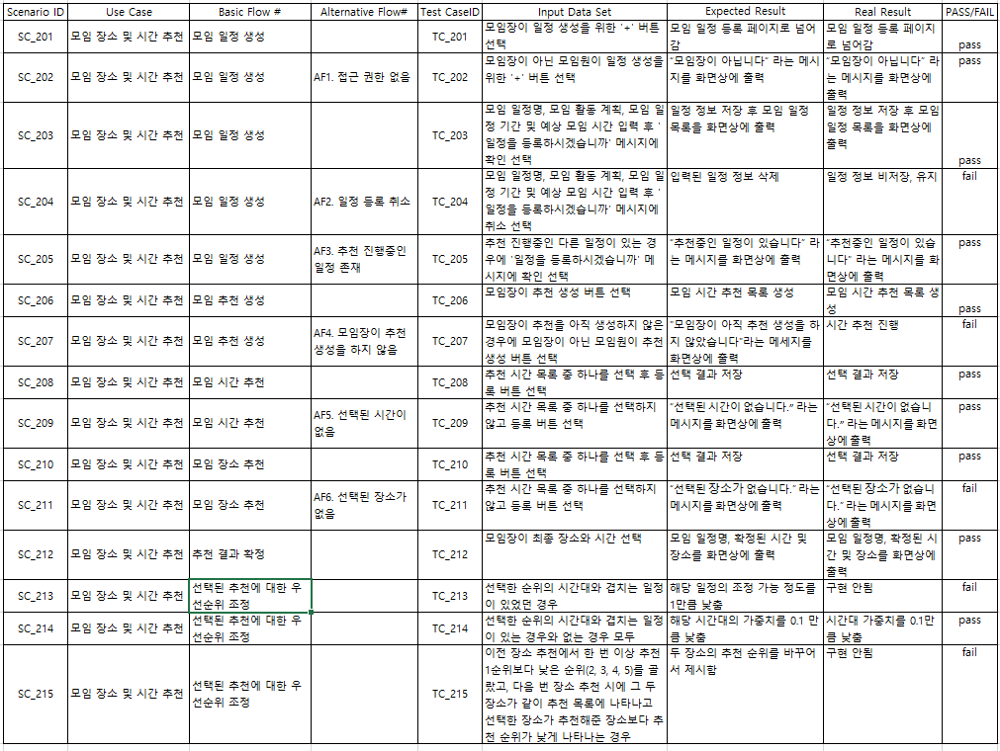 Scenario ID Use Case Basic Flow # Alternative Flow# Test CaseID Input Data Set Expected Result Real Result PASS/FAIL
SC_201 모임 장소 및 시간 추천 모임 일정 생성 TC_201
모임장이 일정 생성을 위한 '+' 버튼
선택
모임 일정 등록 페이지로 넘어
감
모임 일정 등록 페이지
로 넘어감
pass
SC_202 모임 장소 및 시간 추천 모임 일정 생성 AF1. 접근 권한 없음 TC_202
모임장이 아닌 모임원이 일정 생성을
위한 '+' 버튼 선택
"모임장이 아닙니다" 라는 메시
지를 화면상에 출력
"모임장이 아닙니다" 라
는 메시지를 화면상에
출력
pass
SC_203 모임 장소 및 시간 추천 모임 일정 생성 TC_203
모임 일정명, 모임 활동 계획, 모임 일
정 기간 및 예상 모임 시간 입력 후 '
일정을 등록하시겠습니까' 메시지에
확인 선택
일정 정보 저장 후 모임 일정
목록을 화면상에 출력
일정 정보 저장 후 모임
일정 목록을 화면상에
출력
pass
SC_204 모임 장소 및 시간 추천 모임 일정 생성 AF2. 일정 등록 취소 TC_204
모임 일정명, 모임 활동 계획, 모임 일
정 기간 및 예상 모임 시간 입력 후 '
일정을 등록하시겠습니까' 메시지에
취소 선택
입력된 일정 정보 삭제
일정 정보 비저장, 유지
fail
SC_205 모임 장소 및 시간 추천 모임 일정 생성
AF3. 추천 진행중인
일정 존재
TC_205
추천 진행중인 다른 일정이 있는 경
우에 '일정을 등록하시겠습니까' 메
시지에 확인 선택
"추천중인 일정이 있습니다" 라
는 메시지를 화면상에 출력
"추천중인 일정이 있습
니다" 라는 메시지를 화
면상에 출력
pass
SC_206 모임 장소 및 시간 추천 모임 추천 생성 TC_206
모임장이 추천 생성 버튼 선택
모임 시간 추천 목록 생성
모임 시간 추천 목록 생
성
pass
SC_207 모임 장소 및 시간 추천 모임 추천 생성
AF4. 모임장이 추천
생성을 하지 않음
TC_207
모임장이 추천을 아직 생성하지 않은
경우에 모임장이 아닌 모임원이 추천
생성 버튼 선택
"모임장이 아직 추천 생성을 하
지 않았습니다"라는 메세지를
화면상에 출력
시간 추천 진행
fail
SC_208 모임 장소 및 시간 추천 모임 시간 추천 TC_208
추천 시간 목록 중 하나를 선택 후 등
록 버튼 선택
선택 결과 저장
선택 결과 저장
pass
SC_209 모임 장소 및 시간 추천 모임 시간 추천
AF5. 선택된 시간이
없음
TC_209
추천 시간 목록 중 하나를 선택하지
않고 등록 버튼 선택
"선택된 시간이 없습니다." 라는
메시지를 화면상에 출력
"선택된 시간이 없습니
다." 라는 메시지를 화면
상에 출력
pass
SC_210 모임 장소 및 시간 추천 모임 장소 추천 TC_210
추천 시간 목록 중 하나를 선택 후 등
록 버튼 선택
선택 결과 저장
선택 결과 저장
pass
SC_211 모임 장소 및 시간 추천 모임 장소 추천
AF6. 선택된 장소가
없음
TC_211
추천 시간 목록 중 하나를 선택하지
않고 등록 버튼 선택
"선택된 장소가 없습니다." 라는
메시지를 화면상에 출력
"선택된 장소가 없습니
다." 라는 메시지를 화면
상에 출력
fail
SC_212 모임 장소 및 시간 추천 추천 결과 확정 TC_212
모임장이 최종 장소와 시간 선택
모임 일정명, 확정된 시간 및
장소를 화면상에 출력
모임 일정명, 확정된 시
간 및 장소를 화면상에
출력
pass
SC_213 모임 장소 및 시간 추천
선택된 추천에 대한 우
선순위 조정
TC_213
선택한 순위의 시간대와 겹치는 일정
이 있었던 경우
해당 일정의 조정 가능 정도를
1만큼 낮춤
구현 안됨
fail
SC_214 모임 장소 및 시간 추천
선택된 추천에 대한 우
선순위 조정
TC_214
선택한 순위의 시간대와 겹치는 일정
이 있는 경우와 없는 경우 모두
해당 시간대의 가중치를 0.1 만
큼 낮춤
시간대 가중치를 0.1만
큼 낮춤
pass
SC_215 모임 장소 및 시간 추천
선택된 추천에 대한 우
선순위 조정
TC_215
이전 장소 추천에서 한 번 이상 추천
1순위보다 낮은 순위(2, 3, 4, 5)를 골
랐고, 다음 번 장소 추천 시에 그 두
장소가 같이 추천 목록에 나타나고
선택한 장소가 추천해준 장소보다 추
천 순위가 낮게 나타나는 경우
두 장소의 추천 순위를 바꾸어
서 제시함
구현 안됨
fail